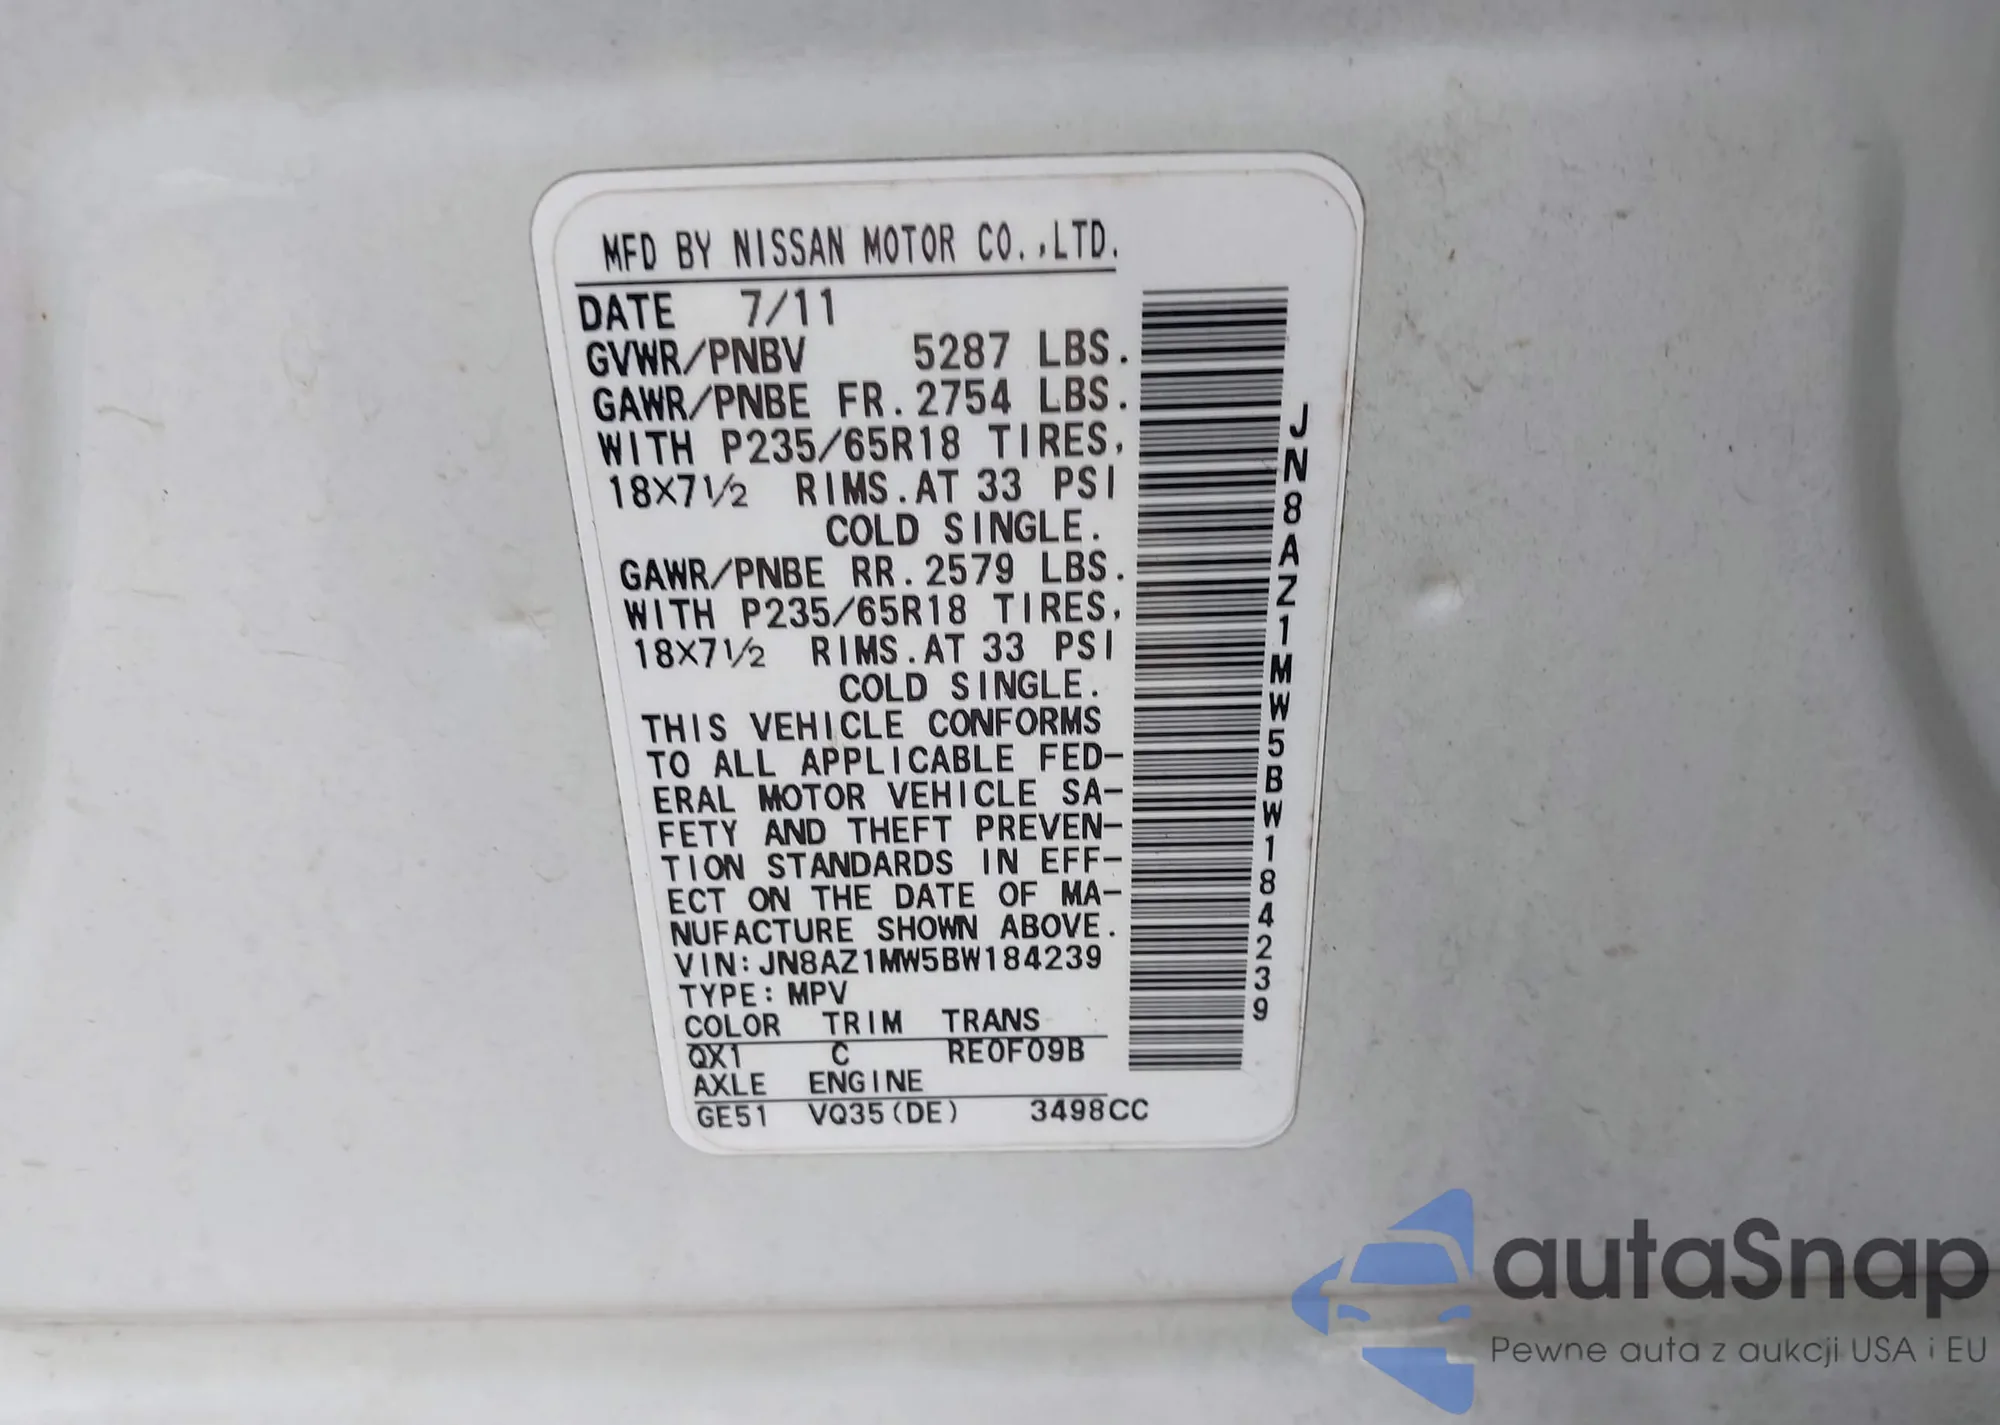 MFD BY NISSAN MOTOR CO.,LTD.
DATE 7/11
GVWR/PNBV 5287 LBS.
GAWR/PNBE FR.2754 LBS.
WITH P235/65R18 TIRES,
18X7½ RIMS.AT 33 PSI
COLD SINGLE.
GAWR/PNBE RR.2579 LBS.
WITH P235/65R18 TIRES,
18X7½ RIMS.AT 33 PSI
COLD SINGLE.
THIS VEHICLE CONFORMS
TO ALL APPLICABLE FED-
ERAL MOTOR VEHICLE SA-
FETY AND THEFT PREVEN-
TION STANDARDS IN EFF-
ECT ON THE DATE OF MA-
NUFACTURE SHOWN ABOVE.
VIN:JN8AZ1MW5BW184239
TYPE:MPV
COLOR TRIM TRANS
QX1 C RE0F09B
AXLE ENGINE
GE51 VQ35(DE) 3498CC
JN8AZ1MW5BW184239
autaSnap
Pewne auta z aukcji USA i EU